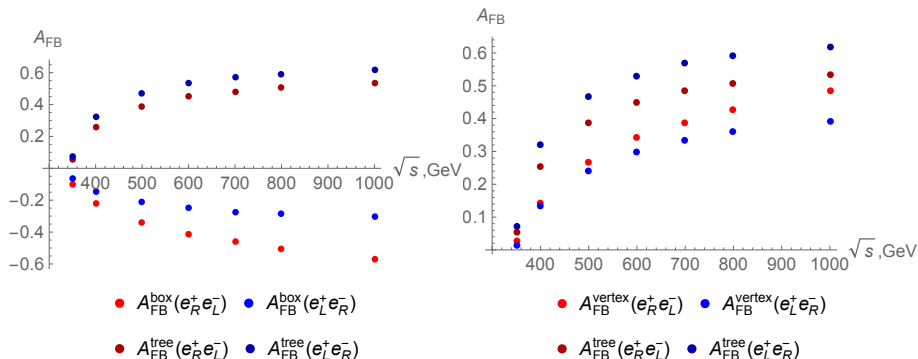 A_FB
0.6
0.4
0.2
-0.2
-0.4
-0.6
400 500 600 700 800 900 1000
√s ,GeV
A_FB^box(e_R^+ e_L^-) A_FB^box(e_L^+ e_R^-)
A_FB^tree(e_R^+ e_L^-) A_FB^tree(e_L^+ e_R^-)
A_FB
0.6
0.5
0.4
0.3
0.2
0.1
400 500 600 700 800 900 1000
√s ,GeV
A_FB^vertex(e_R^+ e_L^-) A_FB^vertex(e_L^+ e_R^-)
A_FB^tree(e_R^+ e_L^-) A_FB^tree(e_L^+ e_R^-)